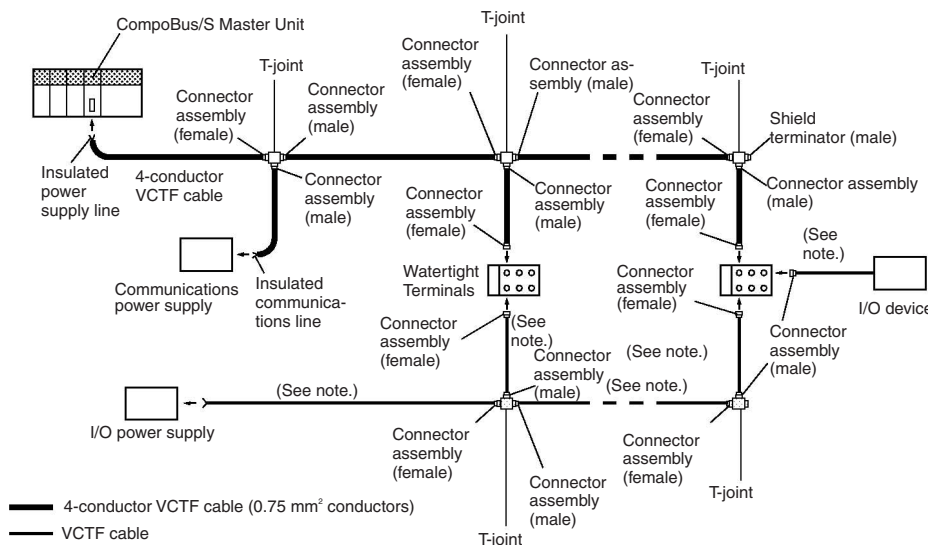 CompoBus/S Master Unit
T-joint
T-joint
T-joint
Connector
assembly
(female)
Connector
assembly
(male)
Connector
assembly
(female)
Connector as-
sembly (male)
Connector
assembly
(female)
Shield
terminator (male)
Insulated
power
supply line
4-conductor
VCTF cable
Connector
assembly
(male)
Connector
assembly
(female)
Connector
assembly
(male)
Connector
assembly
(female)
Connector assembly
(male)
(See
note.)
Communications
power supply
Insulated
communica-
tions line
Watertight
Terminals
Connector
assembly
(female)
I/O device
Connector
assembly
(female)
(See
note.)
Connector
assembly
(male)
(See note.)
Connector
assembly
(male)
(See note.)
(See note.)
I/O power supply
Connector
assembly
(female)
Connector
assembly
(male)
Connector
assembly
(female)
T-joint
T-joint
4-conductor VCTF cable (0.75 mm² conductors)
VCTF cable